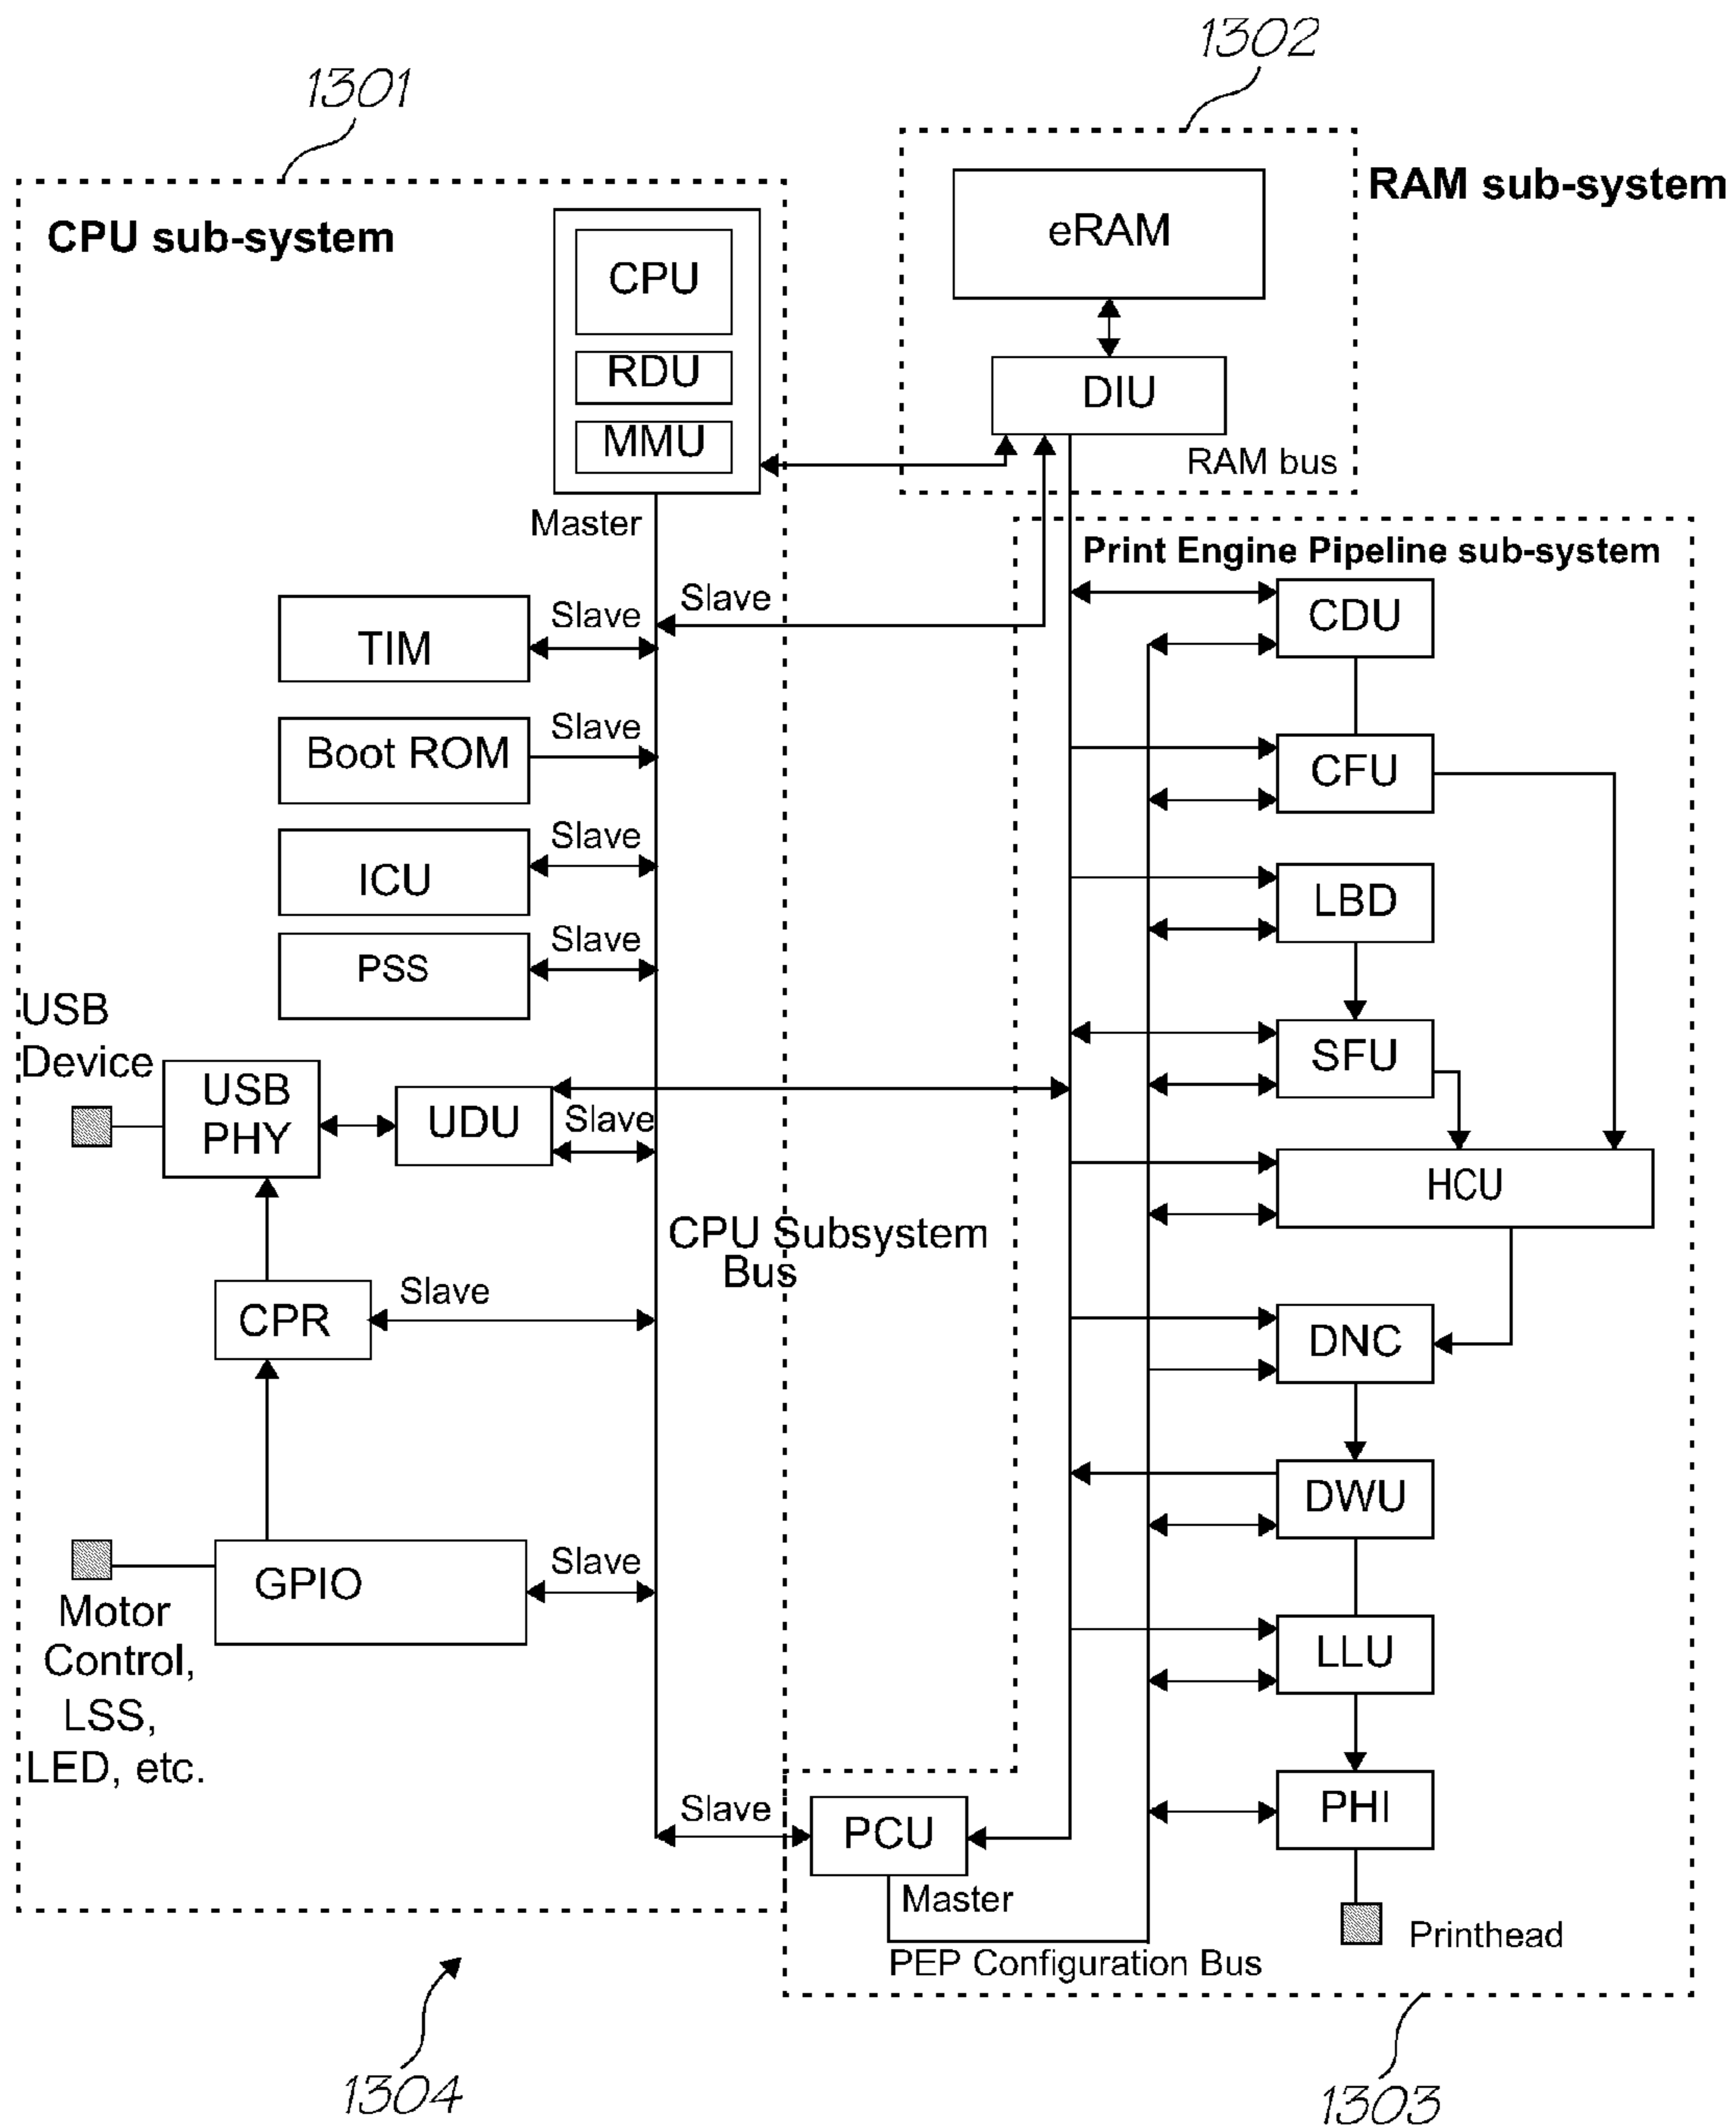 1302
1301
RAM sub-system
CPU sub-system
eRAM
CPU
RDU
DIU
MMU
RAM bus
Master
Print Engine Pipeline sub-system
Slave
Slave
CDU
TIM
Slave
Boot ROM
CFU
Slave
ICU
LBD
Slave
PSS
USB
Device
SFU
USB
PHY
UDU
Slave
HCU
CPU Subsystem
Bus
Slave
CPR
DNC
DWU
Slave
GPIO
Motor
Control,
LSS,
LED, etc.
LLU
Slave
PCU
PHI
Master
Printhead
PEP Configuration Bus
1304
1303